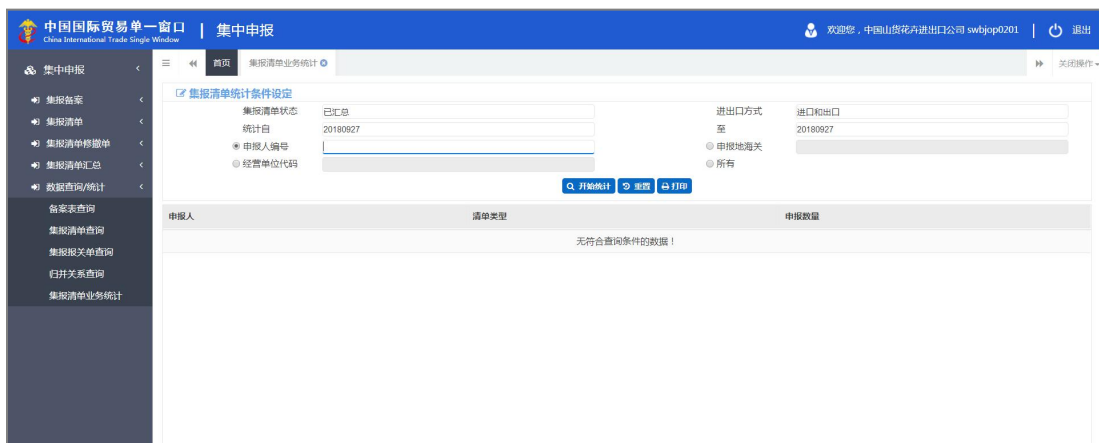 中国国际贸易单一窗口 | 集中申报
China International Trade Single Window
欢迎您，中国山货花卉进出口公司 swbjop0201 | 退出
集中申报
首页 集报清单业务统计
关闭操作
集报备案
集报清单
集报清单修撤单
集报清单汇总
数据查询/统计
备案表查询
集报清单查询
集报报关单查询
归并关系查询
集报清单业务统计
集报清单统计条件设定
集报清单状态 已汇总 进出口方式 进口和出口
统计自 20180927 至 20180927
申报人编号 申报地海关
经营单位代码 所有
开始统计 重置 打印
申报人 清单类型 申报数量
无符合查询条件的数据！